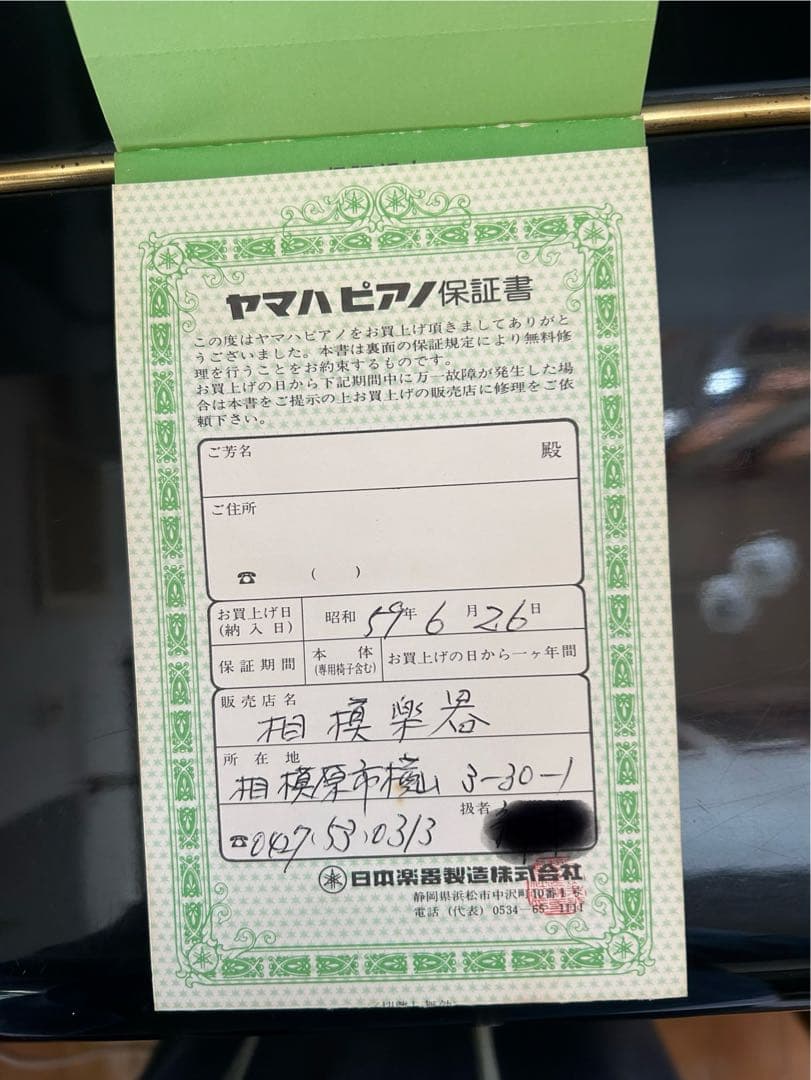 ヤマハピアノ保証書
この度はヤマハピアノをお買上げ頂きましてありがと
うございました。本書は裏面の保証規定により無料修
理を行うことをお約束するものです。
お買上げの日から下記期間中に万一故障が発生した場
合は本書をご提示の上お買上げの販売店に修理をご依
頼下さい。
ご芳名 殿
ご住所
☎ ( )
お買上げ日 (納入日) 昭和 59年 6月 26日
保証期間 本体 (専用椅子含む) お買上げの日から一ヶ年間
販売店名
相模楽器
所在地
相模原市横山 3-30-1
☎0427.53.0313 扱者
日本楽器製造株式会社
静岡県浜松市中沢町10番1号
電話 (代表) 0534-65-1111